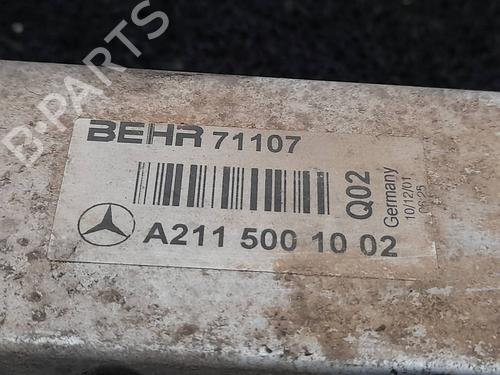 BEHR 71107
Q02
Germany
10/12/01
A211 500 10 02
B-PARTS